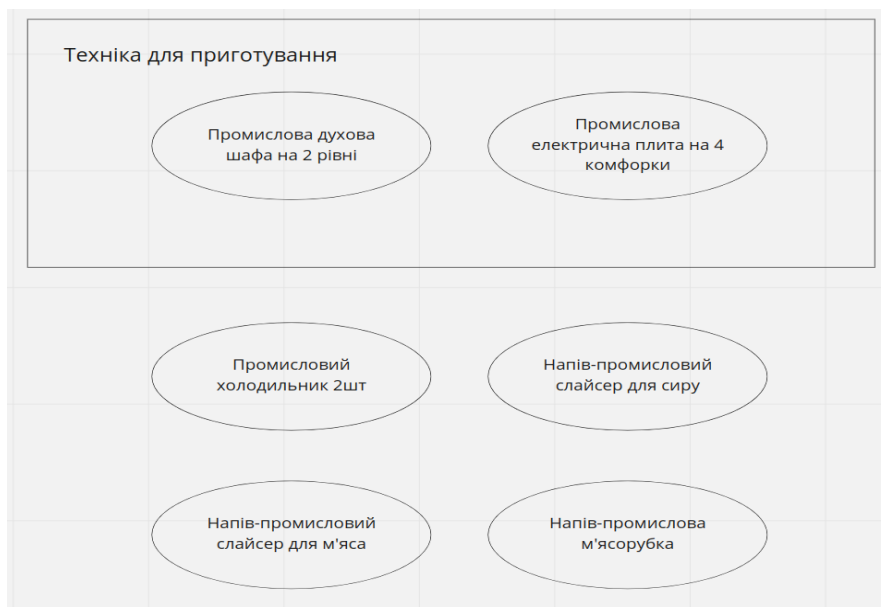 Техніка для приготування
Промислова духова
шафа на 2 рівні
Промислова
електрична плита на 4
комфорки
Промисловий
холодильник 2шт
Напів-промисловий
слайсер для сиру
Напів-промисловий
слайсер для м'яса
Напів-промислова
м'ясорубка